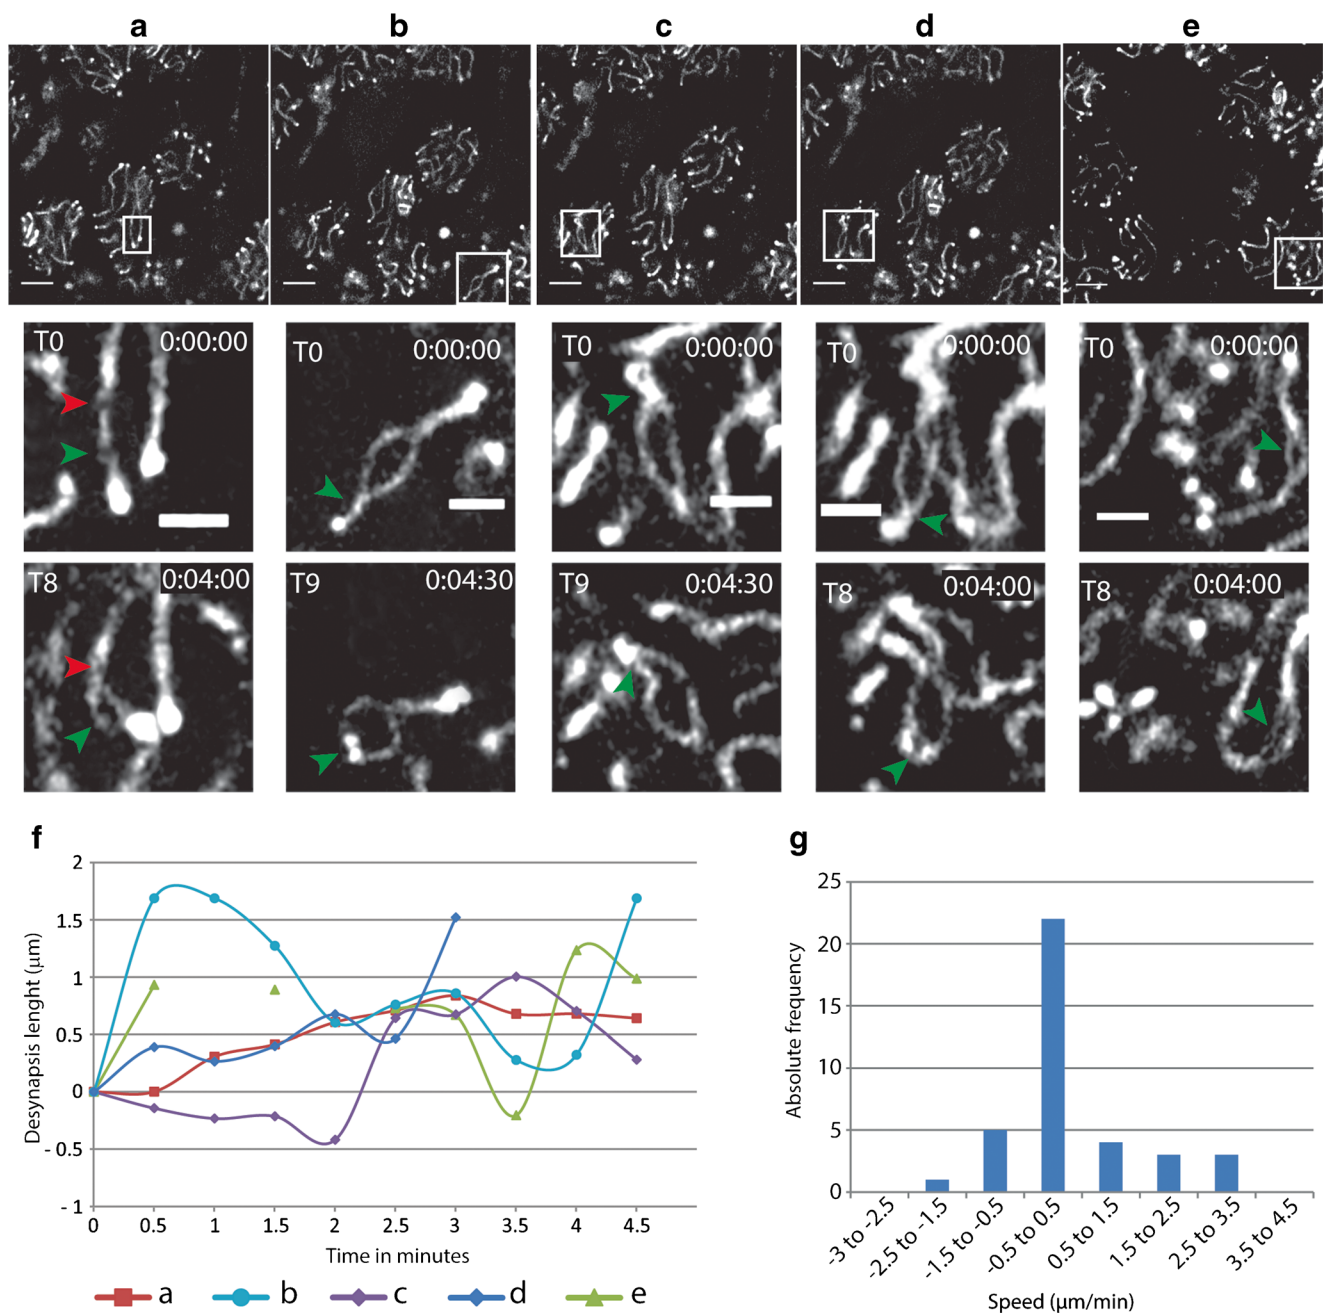 a b c d e
T0 0:00:00
T0 0:00:00
T0 0:00:00
T0 0:00:00
T0 0:00:00
T8 0:04:00
T9 0:04:30
T9 0:04:30
T8 0:04:00
T8 0:04:00
f
2
1.5
1
0.5
0
- 0.5
- 1
Desynapsis lenght (µm)
0 0.5 1 1.5 2 2.5 3 3.5 4 4.5
Time in minutes
a b c d e
g
25
20
15
10
5
0
Absolute frequency
-3 to -2.5
-2.5 to -1.5
-1.5 to -0.5
-0.5 to 0.5
0.5 to 1.5
1.5 to 2.5
2.5 to 3.5
3.5 to 4.5
Speed (µm/min)